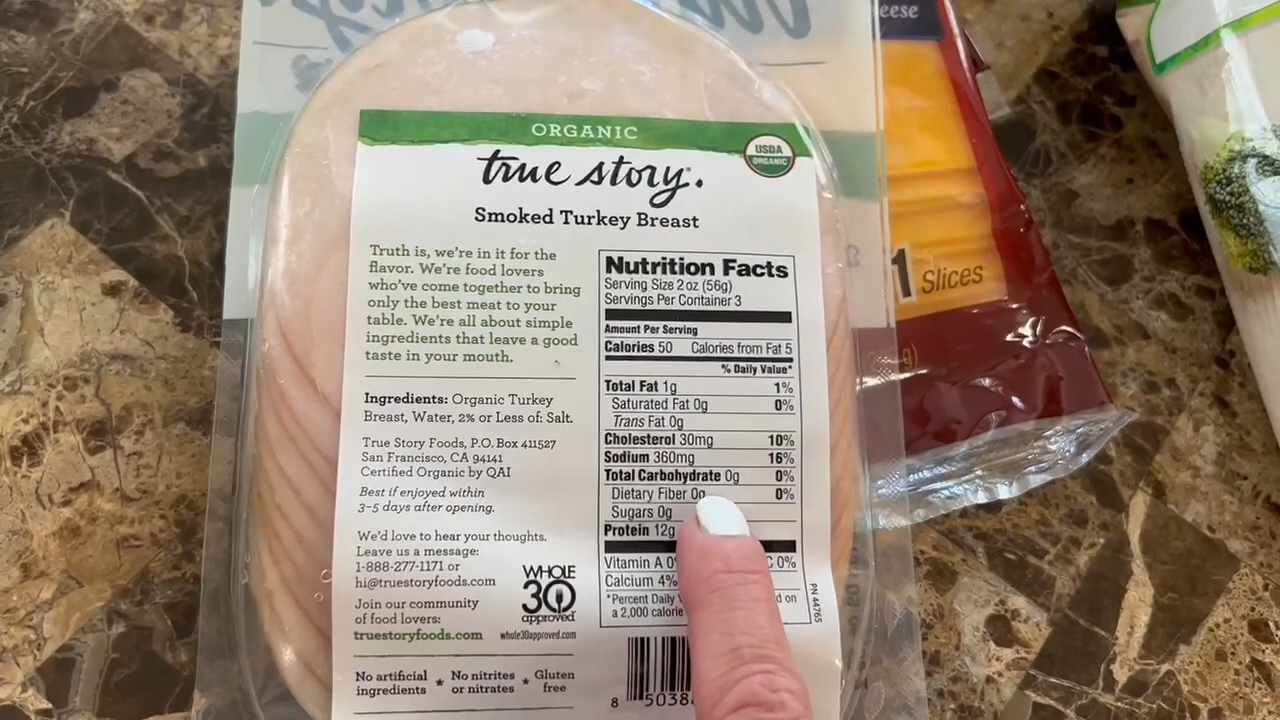 ORGANIC
USDA
ORGANIC
true story.
Smoked Turkey Breast
Truth is, we're in it for the
flavor. We're food lovers
who've come together to bring
only the best meat to your
table. We're all about simple
ingredients that leave a good
taste in your mouth.
Ingredients: Organic Turkey
Breast, Water, 2% or Less of: Salt.
True Story Foods, P.O. Box 411527
San Francisco, CA 94141
Certified Organic by QAI
Best if enjoyed within
3-5 days after opening.
We'd love to hear your thoughts.
Leave us a message:
1-888-277-1171 or
hi@truestoryfoods.com
Join our community
of food lovers:
truestoryfoods.com
WHOLE
30
approved
whole30approved.com
No artificial
ingredients
*
No nitrites
or nitrates
*
Gluten
free
Nutrition Facts
Serving Size 2 oz (56g)
Servings Per Container 3
Amount Per Serving
Calories 50 Calories from Fat 5
% Daily Value*
Total Fat 1g 1%
Saturated Fat 0g 0%
Trans Fat 0g
Cholesterol 30mg 10%
Sodium 360mg 16%
Total Carbohydrate 0g 0%
Dietary Fiber 0g 0%
Sugars 0g
Protein 12g
Vitamin A 0% C 0%
Calcium 4%
*Percent Daily on
a 2,000 calorie
PN 44765
8 5038
1 Slices